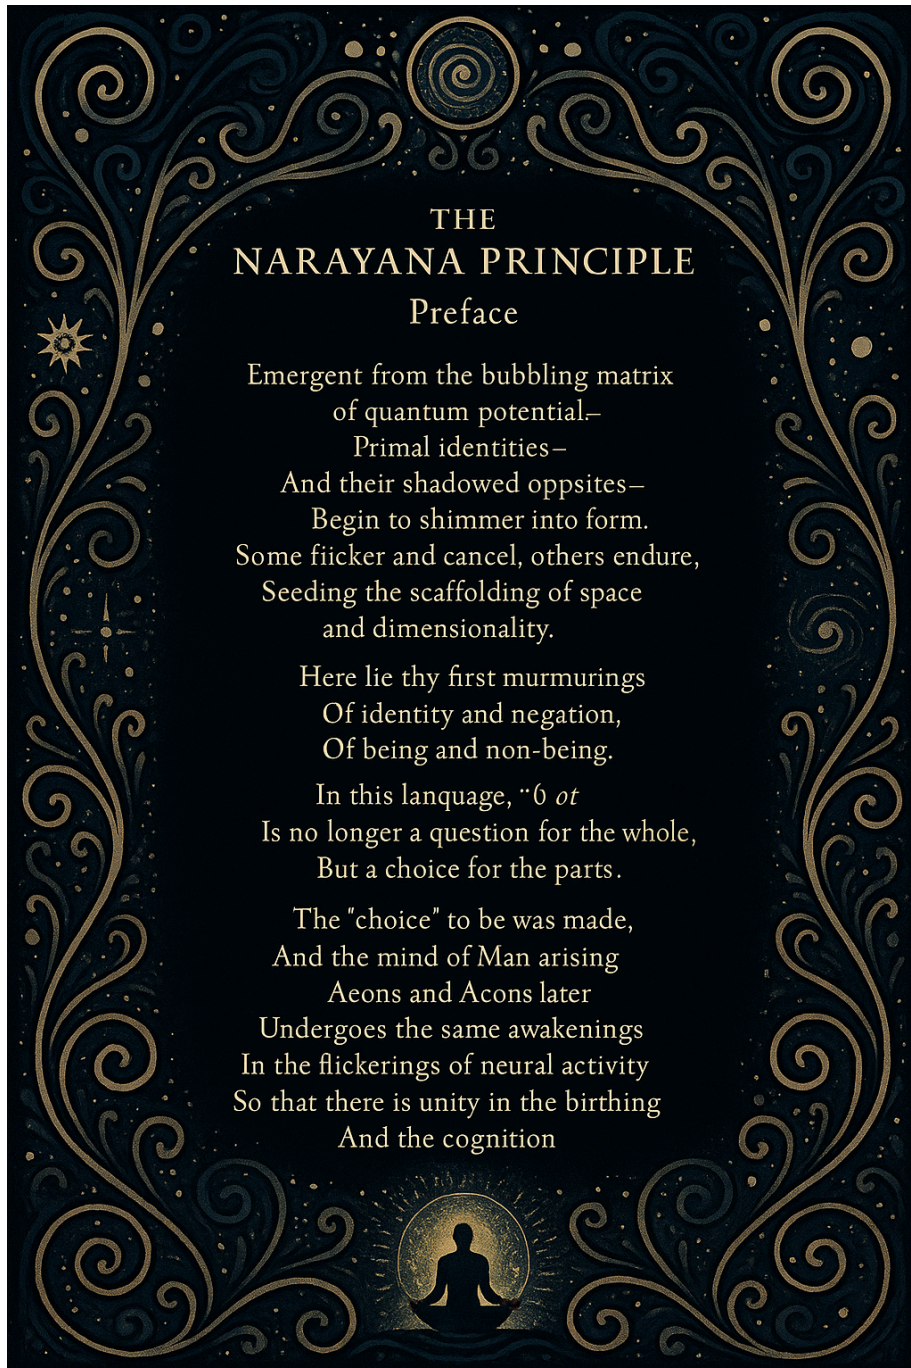 THE
NARAYANA PRINCIPLE
Preface
Emergent from the bubbling matrix
of quantum potential.–
Primal identities–
And their shadowed oppsites–
Begin to shimmer into form.
Some fiicker and cancel, others endure,
Seeding the scaffolding of space
and dimensionality.
Here lie thy first murmurings
Of identity and negation,
Of being and non-being.
In this lanquage, ¨6 ot
Is no longer a question for the whole,
But a choice for the parts.
The "choice" to be was made,
And the mind of Man arising
Aeons and Acons later
Undergoes the same awakenings
In the flickerings of neural activity
So that there is unity in the birthing
And the cognition